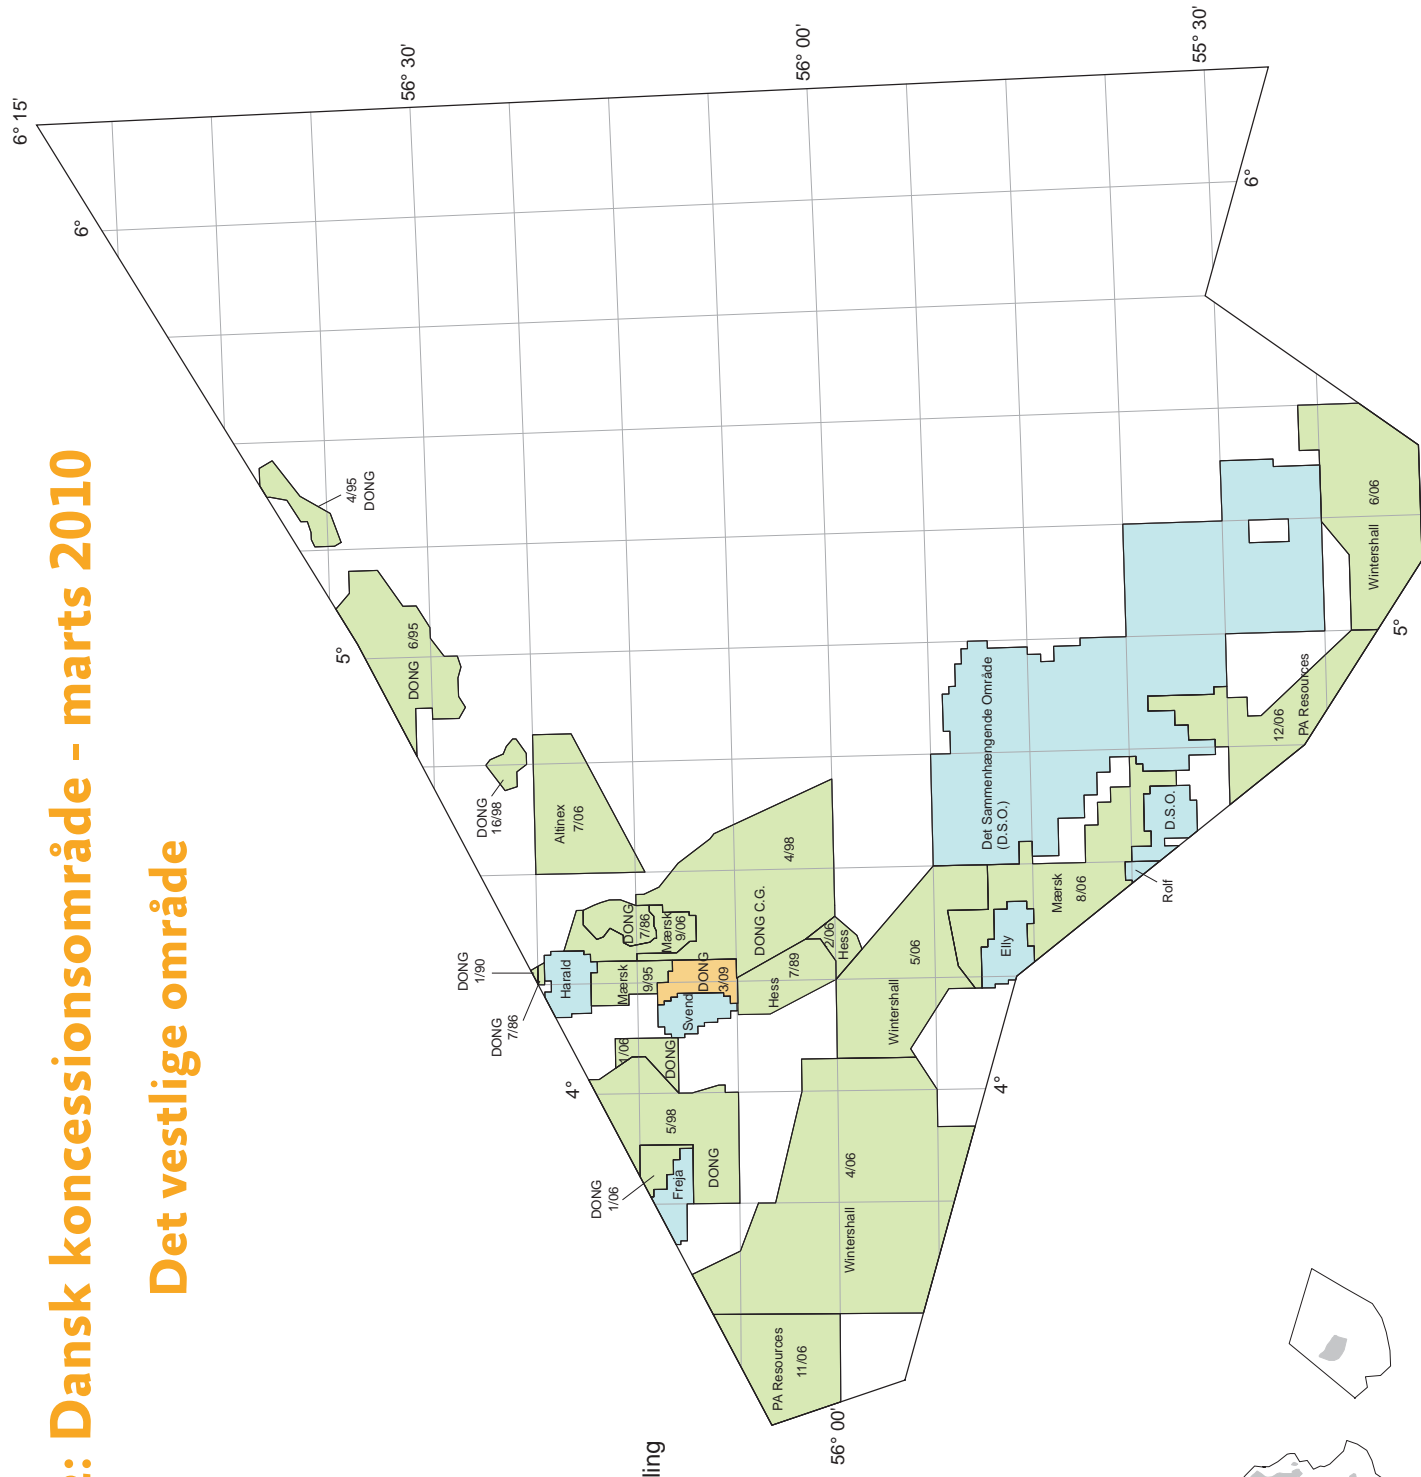 : Dansk koncessionsområde - marts 2010
Det vestlige område
6° 15'
56° 30'
56° 00'
55° 30'
6°
6°
4/95
DONG
5°
DONG 6/95
DONG
16/98
Altinex
7/06
4/98
DONG C.G.
DONG
7/86
Mærsk
9/06
DONG
1/90
DONG
7/86
Harald
Mærsk
9/95
DONG
3/09
Svend
Hess
7/89
2/06
Hess
1/06
DONG
4°
5/98
DONG
DONG
1/06
Freja
Wintershall
5/06
Wintershall
4/06
PA Resources
11/06
56° 00'
4°
Det Sammenhængende Område
(D.S.O.)
Elly
Mærsk
8/06
Rolf
D.S.O.
12/06
PA Resources
Wintershall
6/06
5°
ling